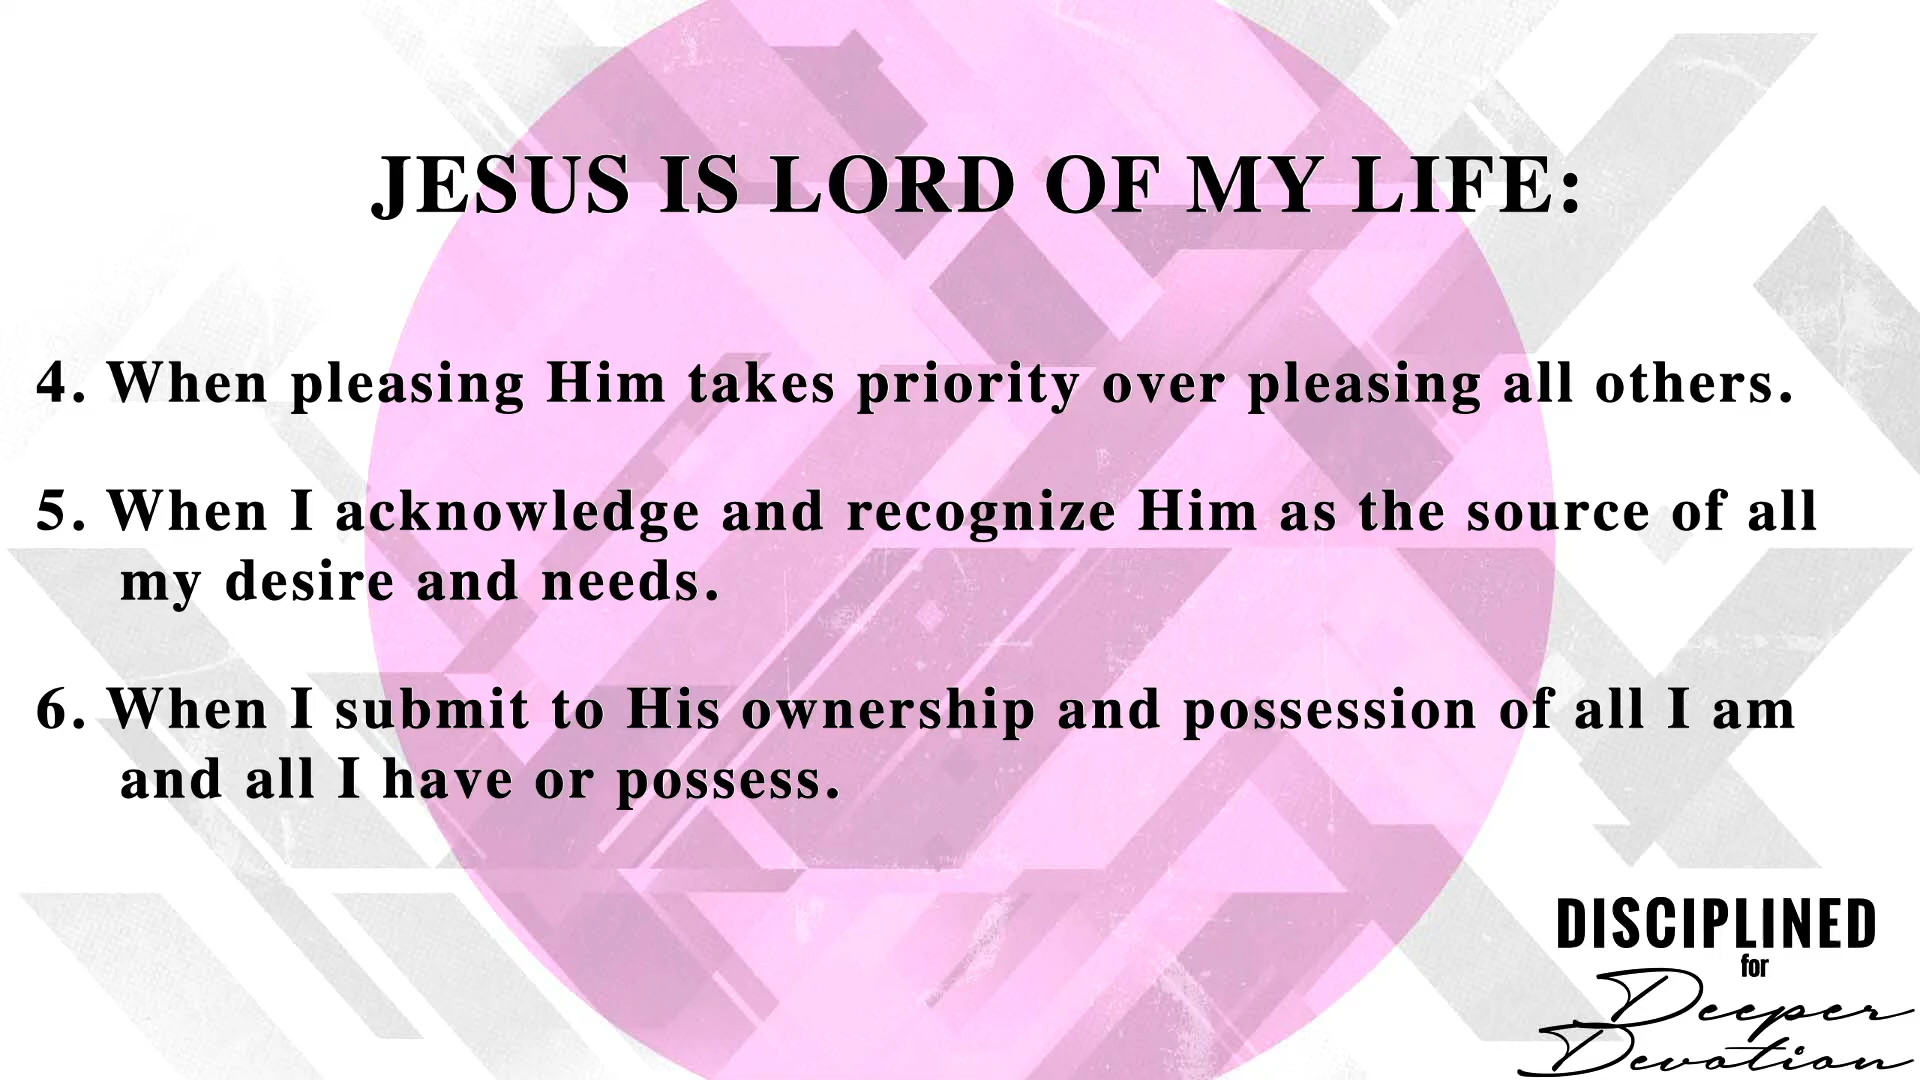 JESUS IS LORD OF MY LIFE:
4. When pleasing Him takes priority over pleasing all others.
5. When I acknowledge and recognize Him as the source of all
my desire and needs.
6. When I submit to His ownership and possession of all I am
and all I have or possess.
DISCIPLINED
for
Deeper
Devotion